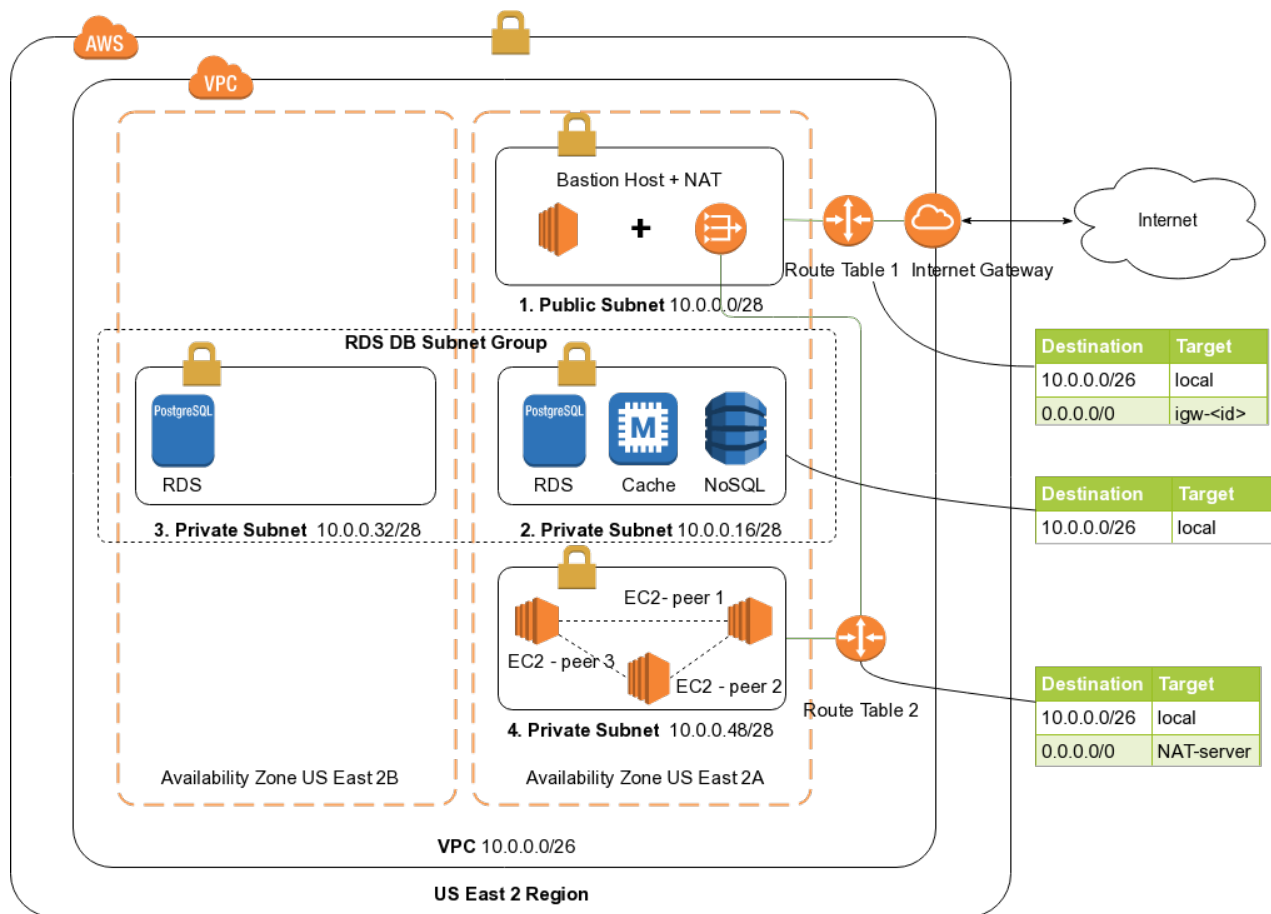 AWS
VPC
Bastion Host + NAT
+
Internet
Route Table 1
Internet Gateway
1. Public Subnet 10.0.0.0/28
RDS DB Subnet Group
Destination Target
10.0.0.0/26 local
0.0.0.0/0 igw-<id>
PostgreSQL
RDS
3. Private Subnet 10.0.0.32/28
PostgreSQL
M
RDS
Cache
NoSQL
2. Private Subnet 10.0.0.16/28
Destination Target
10.0.0.0/26 local
EC2- peer 1
EC2 - peer 3
EC2 - peer 2
4. Private Subnet 10.0.0.48/28
Route Table 2
Destination Target
10.0.0.0/26 local
0.0.0.0/0 NAT-server
Availability Zone US East 2B
Availability Zone US East 2A
VPC 10.0.0.0/26
US East 2 Region